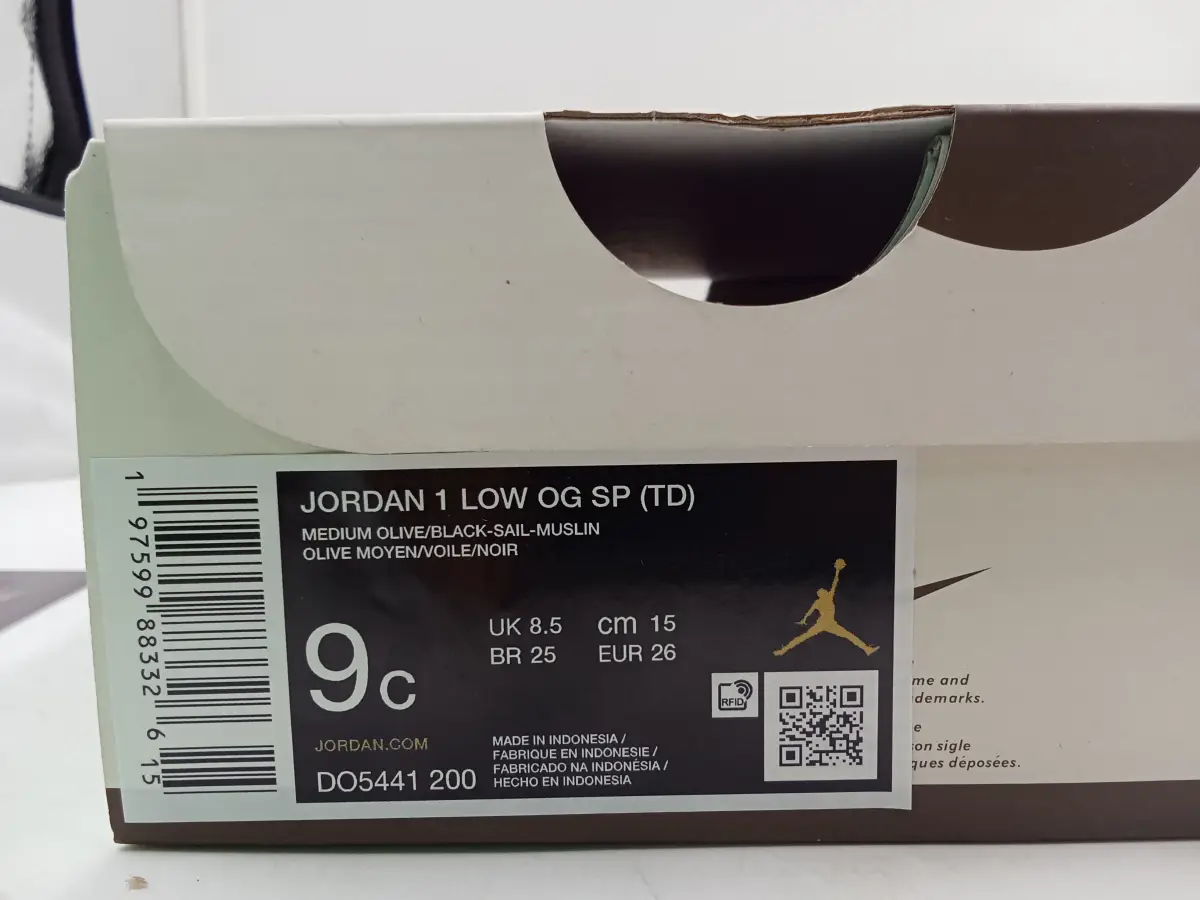 1 97599 88332 6 15
JORDAN 1 LOW OG SP (TD)
MEDIUM OLIVE/BLACK-SAIL-MUSLIN
OLIVE MOYEN/VOILE/NOIR
9c
UK 8.5 cm 15
BR 25 EUR 26
RFID
JORDAN.COM
DO5441 200
MADE IN INDONESIA /
FABRIQUE EN INDONESIE /
FABRICADO NA INDONÉSIA /
HECHO EN INDONESIA
me and
demarks.
e
con sigle
ques déposées.